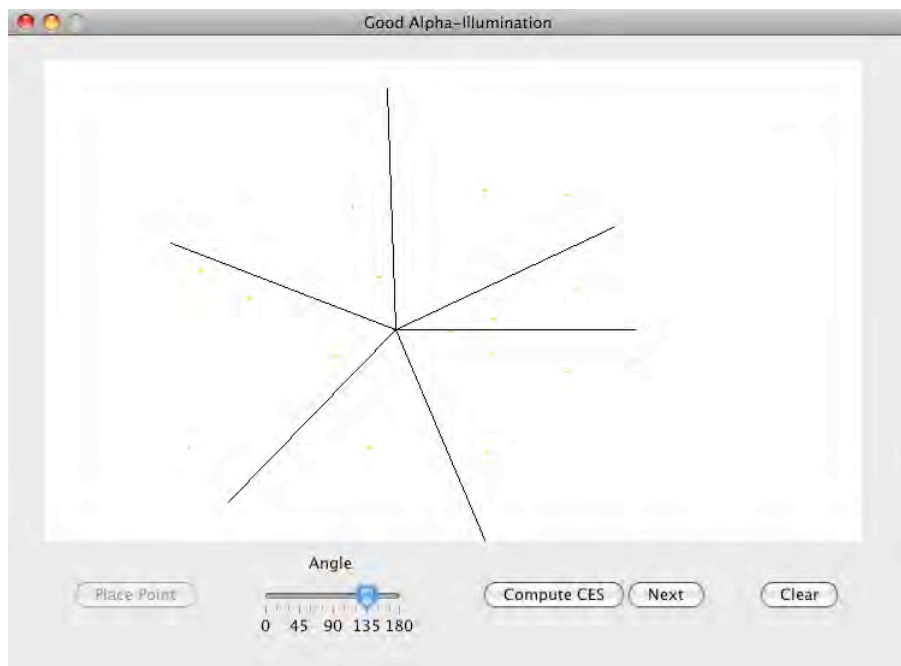 Good Alpha-Illumination
Angle
Place Point
Compute CES
Next
Clear
0 45 90 135 180